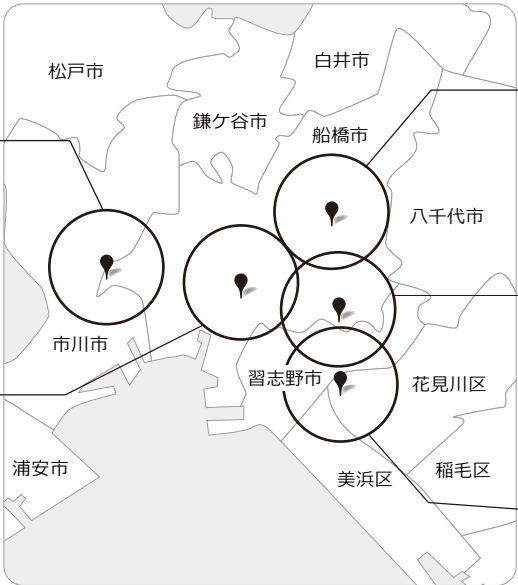 白井市
松戸市
鎌ケ谷市
船橋市
八千代市
市川市
習志野市
花見川区
浦安市
美浜区
稲毛区